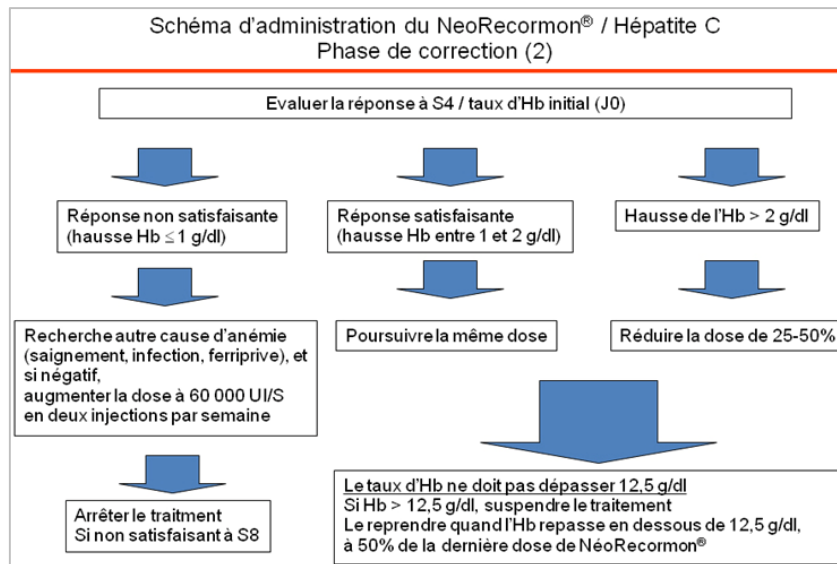 Schéma d'administration du NeoRecormon® / Hépatite C
Phase de correction (2)
Evaluer la réponse à S4 / taux d'Hb initial (J0)
Réponse non satisfaisante
(hausse Hb ≤ 1 g/dl)
Réponse satisfaisante
(hausse Hb entre 1 et 2 g/dl)
Hausse de l'Hb > 2 g/dl
Recherche autre cause d'anémie
(saignement, infection, ferriprive), et
si négatif,
augmenter la dose à 60 000 UI/S
en deux injections par semaine
Poursuivre la même dose
Réduire la dose de 25-50%
Arrêter le traitment
Si non satisfaisant à S8
Le taux d'Hb ne doit pas dépasser 12,5 g/dl
Si Hb > 12,5 g/dl, suspendre le traitement
Le reprendre quand l'Hb repasse en dessous de 12,5 g/dl,
à 50% de la dernière dose de NéoRecormon®